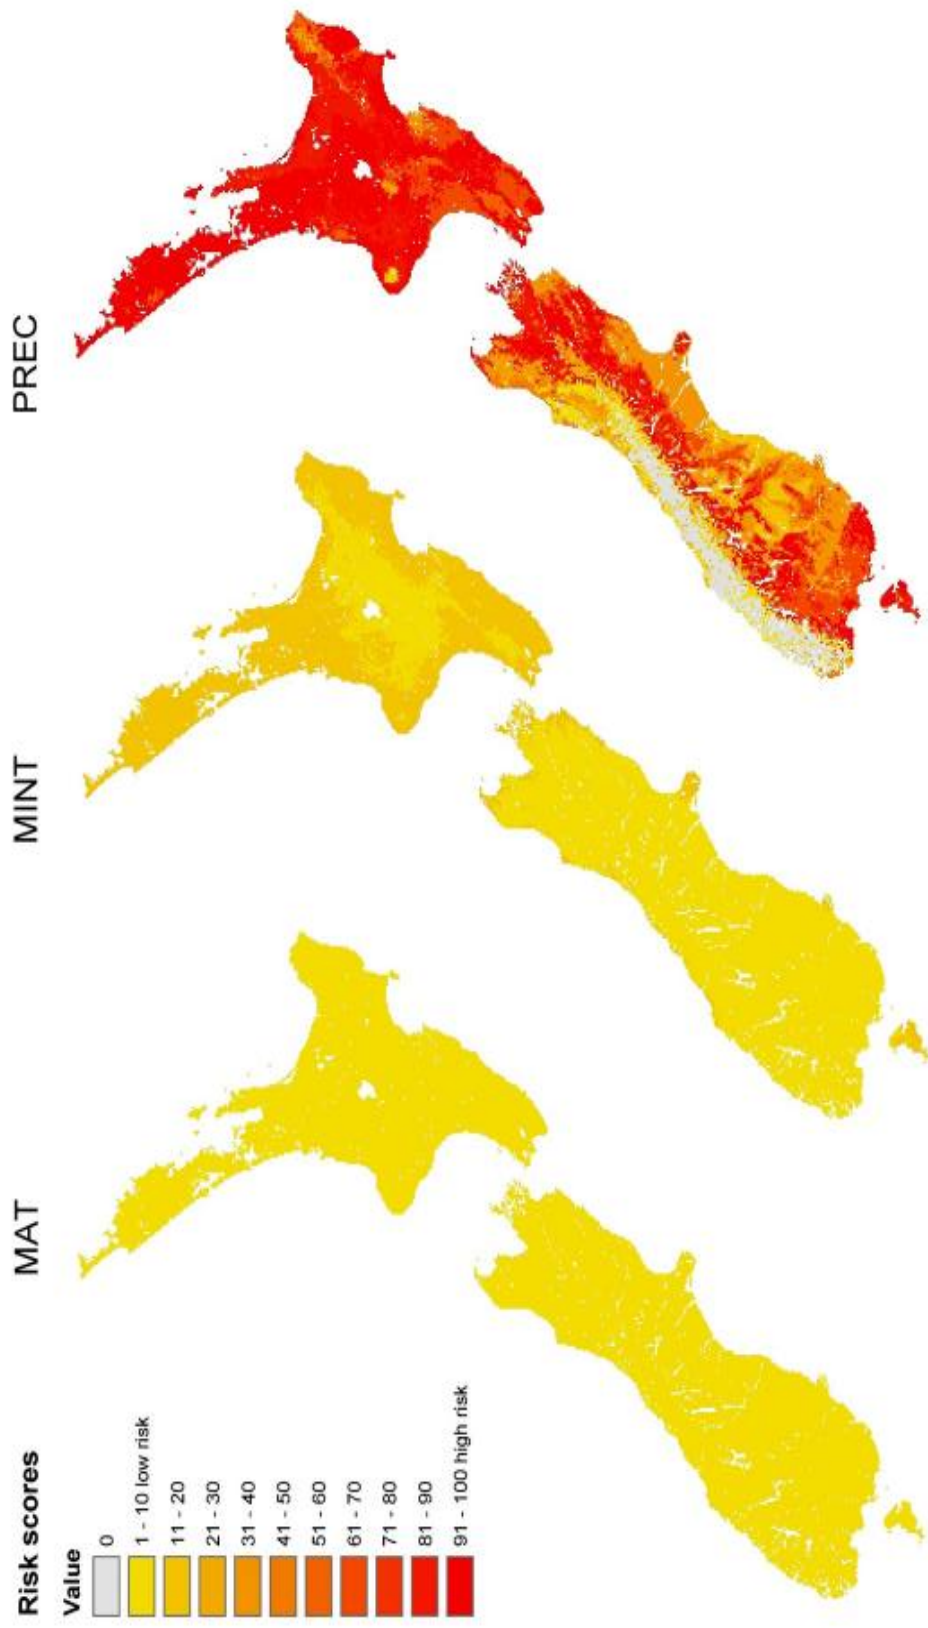 Risk scores
Value
0
1 - 10 low risk
11 - 20
21 - 30
31 - 40
41 - 50
51 - 60
61 - 70
71 - 80
81 - 90
91 - 100 high risk
MAT
MINT
PREC